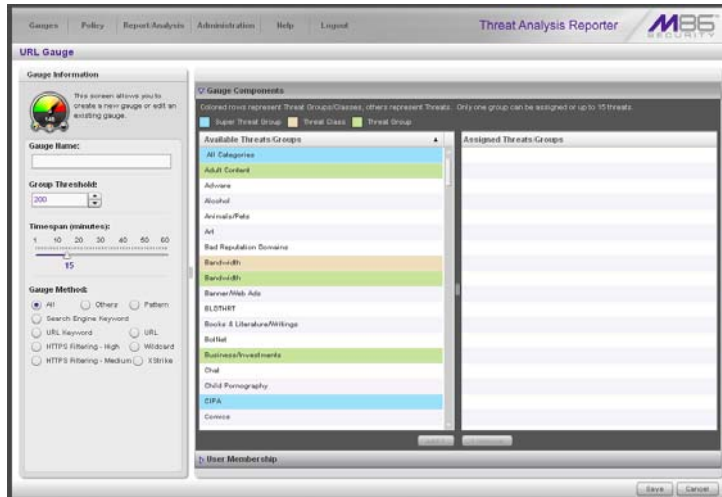 Gauges Policy Report/Analysis Administration Help Logout
Threat Analysis Reporter
M86 SECURITY
URL Gauge
Gauge Information
This screen allows you to
create a new gauge or edit an
existing gauge.
146
Gauge Name:
Group Threshold:
200
Timespan (minutes):
1 10 20 30 40 50 60
15
Gauge Method:
All Others Pattern
Search Engine Keyword
URL Keyword URL
HTTPS Filtering - High Wildcard
HTTPS Filtering - Medium XStrike
Gauge Components
Colored rows represent Threat Groups/Classes, others represent Threats. Only one group can be assigned or up to 15 threats.
Super Threat Group Threat Class Threat Group
Available Threats/Groups
All Categories
Adult Content
Adware
Alcohol
Animals/Pets
Art
Bad Reputation Domains
Bandwidth
Bandwidth
Banner/Web Ads
BLOTHRT
Books & Literature/Writings
BotNet
Business/Investments
Chat
Child Pornography
CIPA
Comics
Assigned Threats/Groups
User Membership
Save Cancel